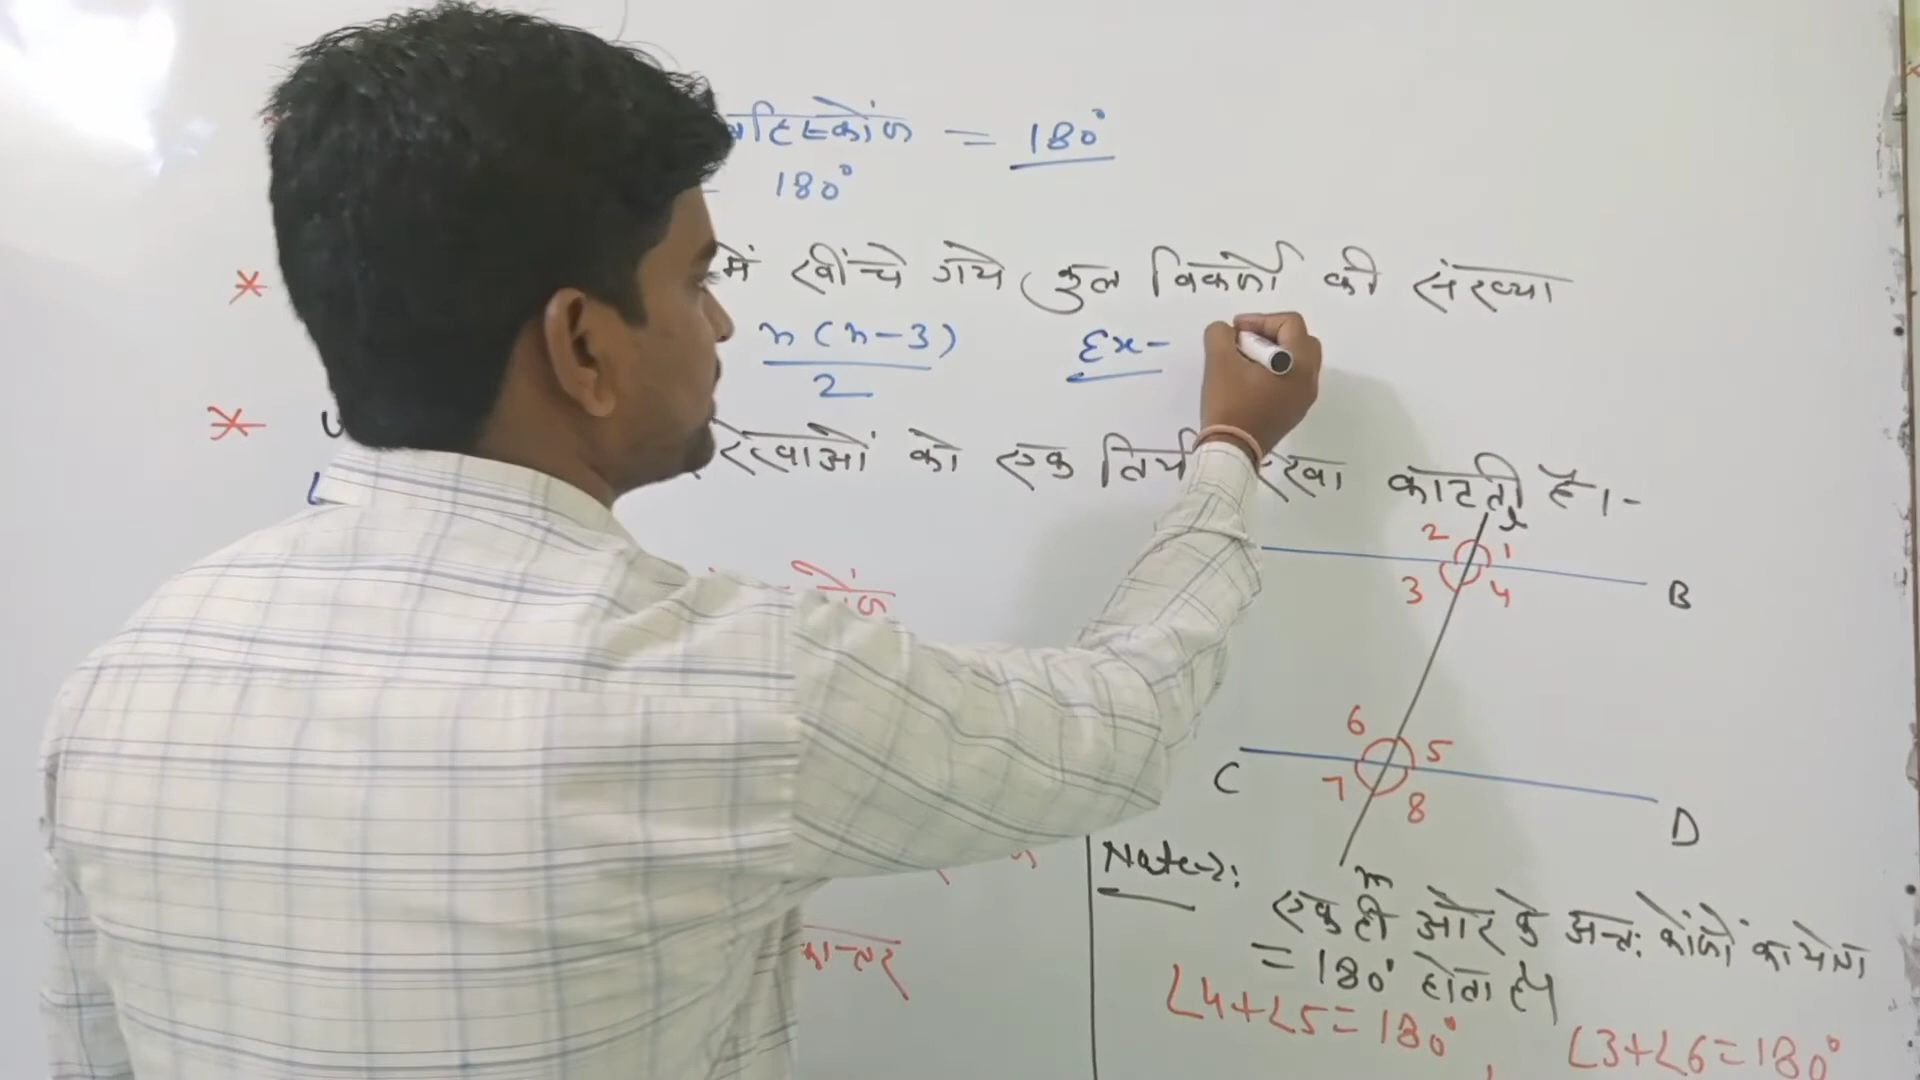 = 180°
180°
में खींचे गये कुल विकर्णो की संख्या
n(n-3)
2
Ex-
रेखाओं को एक तिर्यक रेखा काटती है।-
l
2 1
3 4
B
6 5
7 8
C
D
m
Note→:
एक ही ओर के अन्तः कोंणों का योग
= 180° होता है।
∠4+∠5=180°, ∠3+∠6=180°